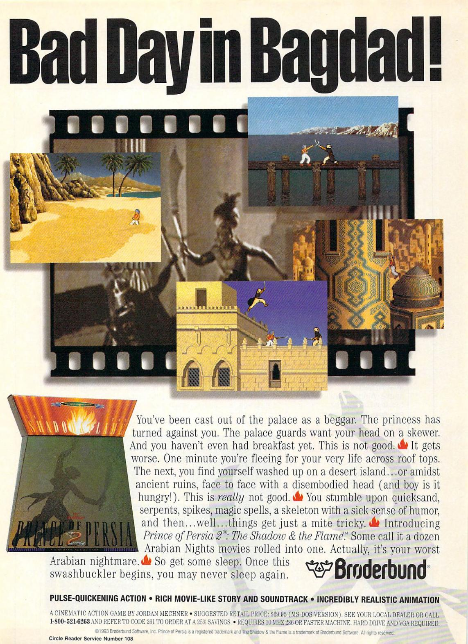 Bad Day in Bagdad!
You've been cast out of the palace as a beggar. The princess has
turned against you. The palace guards want your head on a skewer.
And you haven't even had breakfast yet. This is not good. It gets
worse. One minute you're fleeing for your very life across roof tops.
The next, you find yourself washed up on a desert island...or amidst
ancient ruins, face to face with a disembodied head (and boy is it
hungry!). This is really not good. You stumble upon quicksand,
serpents, spikes, magic spells, a skeleton with a sick sense of humor,
and then...well...things get just a mite tricky. Introducing
Prince of Persia 2™: The Shadow & the Flame™. Some call it a dozen
Arabian Nights movies rolled into one. Actually, it's your worst
Arabian nightmare. So get some sleep. Once this
swashbuckler begins, you may never sleep again.
PRINCE OF PERSIA
2
Brøderbund®
PULSE-QUICKENING ACTION • RICH MOVIE-LIKE STORY AND SOUNDTRACK • INCREDIBLY REALISTIC ANIMATION
A CINEMATIC ACTION GAME BY JORDAN MECHNER • SUGGESTED RETAIL PRICE: (MS-DOS VERSION). SEE YOUR LOCAL DEALER OR CALL
1-800-521-6263 AND REFER TO CODE 261 TO ORDER AT A 25% SAVINGS • REQUIRES OR FASTER MACHINE. HARD DRIVE AND VGA REQUIRED.
©1993 Broderbund Software, Inc. Prince of Persia is a registered trademark and The Shadow & the Flame is a trademark of Broderbund Software. All rights reserved.
Circle Reader Service Number 108